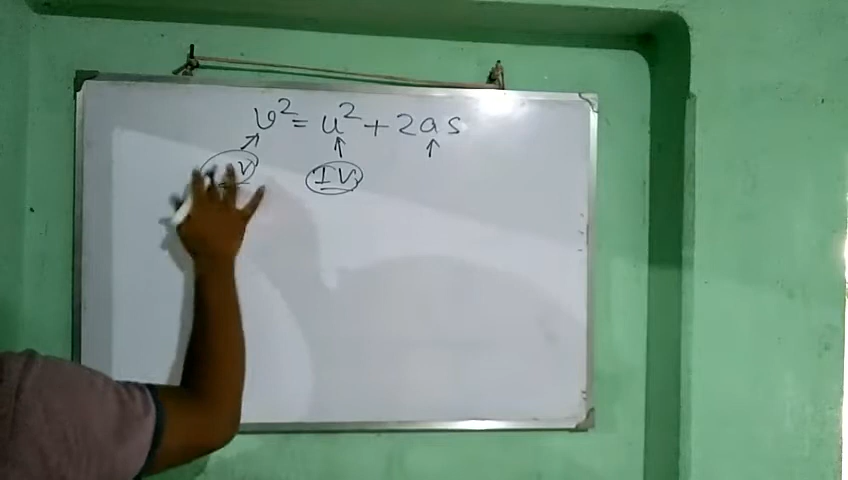 v² = u² + 2as
V IV